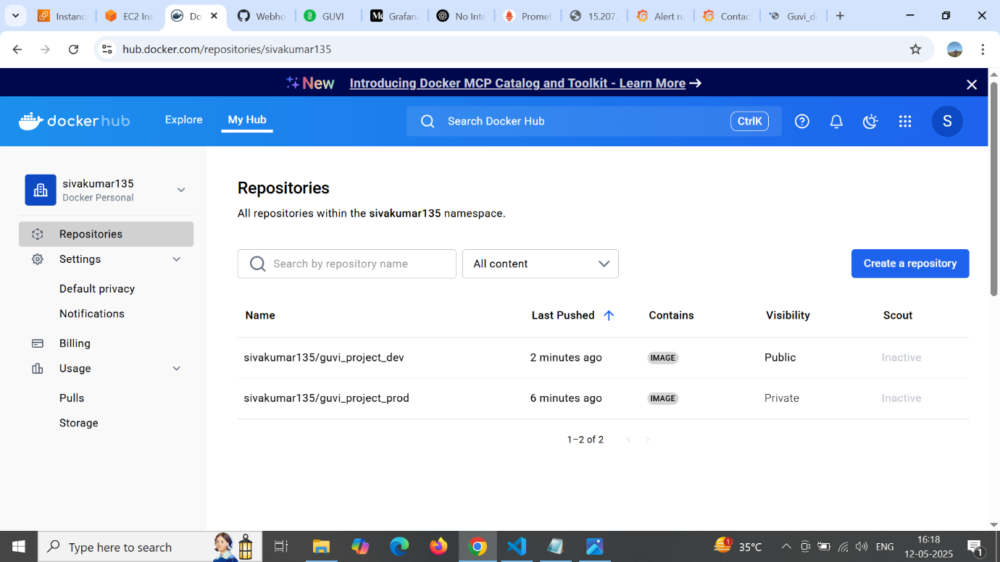 Instanc
EC2 Ins
Do
Webho
GUVI
Grafana
No Inte
Promet
15.207.
Alert ru
Contac
Guvi_de
hub.docker.com/repositories/sivakumar135
New Introducing Docker MCP Catalog and Toolkit - Learn More
dockerhub
Explore
My Hub
Search Docker Hub
CtrlK
S
sivakumar135
Docker Personal
Repositories
Settings
Default privacy
Notifications
Billing
Usage
Pulls
Storage
Repositories
All repositories within the sivakumar135 namespace.
Search by repository name
All content
Create a repository
Name Last Pushed Contains Visibility Scout
sivakumar135/guvi_project_dev 2 minutes ago IMAGE Public Inactive
sivakumar135/guvi_project_prod 6 minutes ago IMAGE Private Inactive
1–2 of 2
Type here to search
1
35°C
ENG
16:18
12-05-2025
1